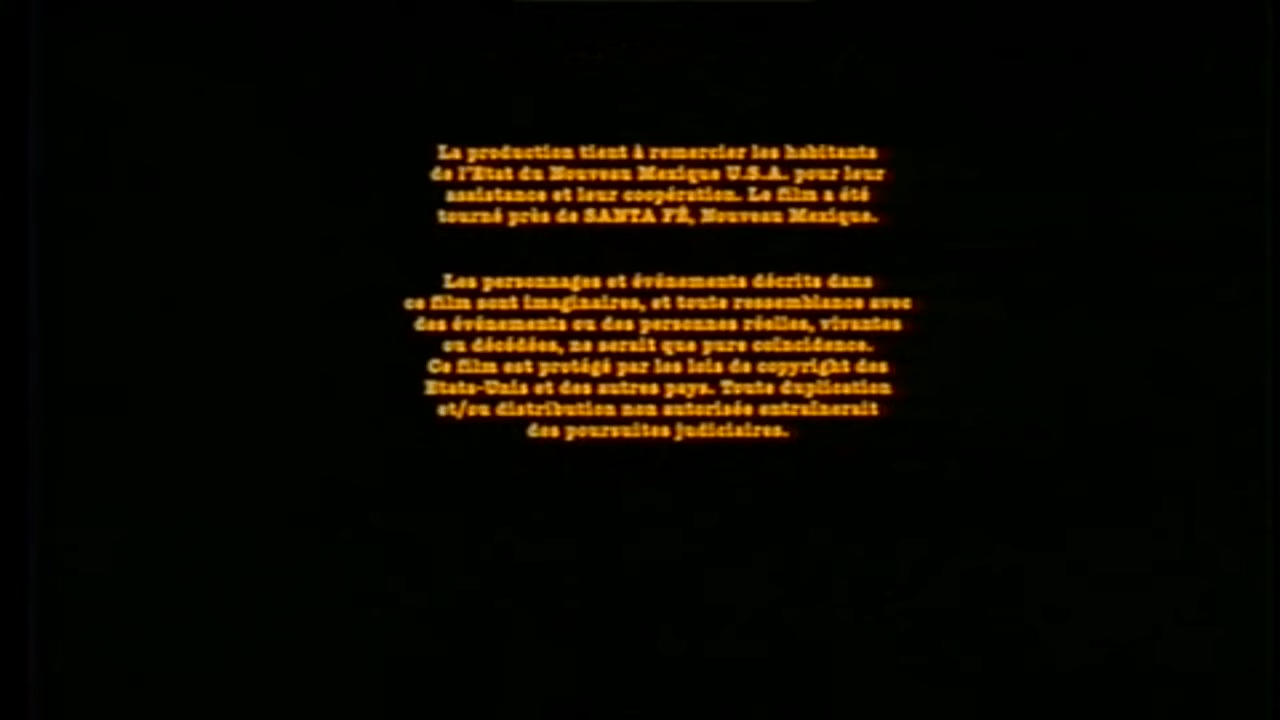 La production tient à remercier les habitants
de l'Etat du Nouveau Mexique U.S.A. pour leur
assistance et leur coopération. Le film a été
tourné près de SANTA FÉ, Nouveau Mexique.
Les personnages et événements décrits dans
ce film sont imaginaires, et toute ressemblance avec
des événements ou des personnes réelles, vivantes
ou décédées, ne serait que pure coïncidence.
Ce film est protégé par les lois de copyright des
Etats-Unis et des autres pays. Toute duplication
et/ou distribution non autorisée entraînerait
des poursuites judiciaires.